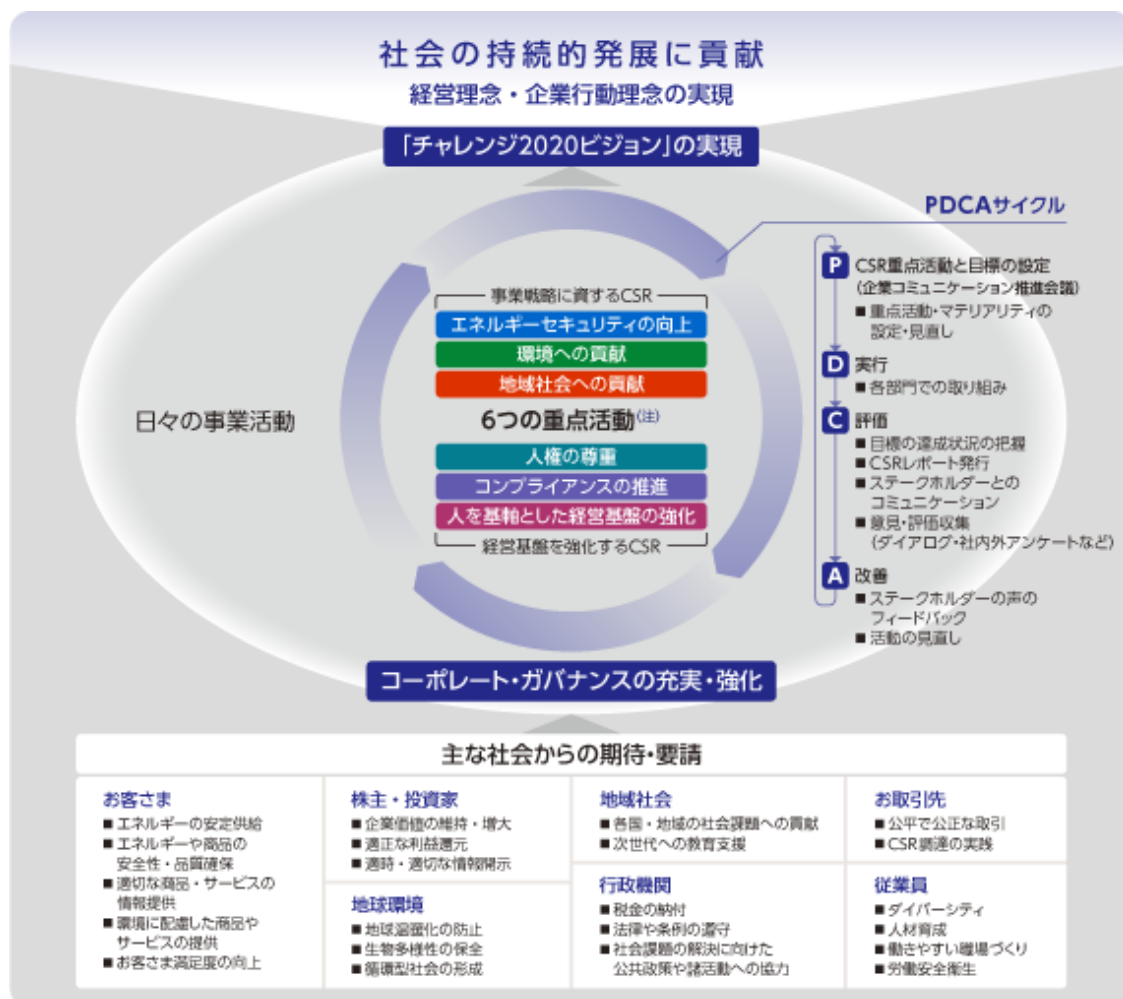 社会の持続的発展に貢献
経営理念・企業行動理念の実現
「チャレンジ2020ビジョン」の実現
PDCAサイクル
P
CSR重点活動と目標の設定
(企業コミュニケーション推進会議)
■重点活動・マテリアリティの
設定・見直し
D
実行
■各部門での取り組み
C
評価
■目標の達成状況の把握
■CSRレポート発行
■ステークホルダーとの
コミュニケーション
■意見・評価収集
(ダイアログ・社内外アンケートなど)
A
改善
■ステークホルダーの声の
フィードバック
■活動の見直し
日々の事業活動
事業戦略に資するCSR
エネルギーセキュリティの向上
環境への貢献
地域社会への貢献
6つの重点活動(注)
人権の尊重
コンプライアンスの推進
人を基軸とした経営基盤の強化
経営基盤を強化するCSR
コーポレート・ガバナンスの充実・強化
主な社会からの期待・要請
お客さま
■エネルギーの安定供給
■エネルギーや商品の
安全性・品質確保
■適切な商品・サービスの
情報提供
■環境に配慮した商品や
サービスの提供
■お客さま満足度の向上
株主・投資家
■企業価値の維持・増大
■適正な利益還元
■適時・適切な情報開示
地球環境
■地球温暖化の防止
■生物多様性の保全
■循環型社会の形成
地域社会
■各国・地域の社会課題への貢献
■次世代への教育支援
行政機関
■税金の納付
■法律や条例の遵守
■社会課題の解決に向けた
公共政策や諸活動への協力
お取引先
■公平で公正な取引
■CSR調達の実践
従業員
■ダイバーシティ
■人材育成
■働きやすい職場づくり
■労働安全衛生